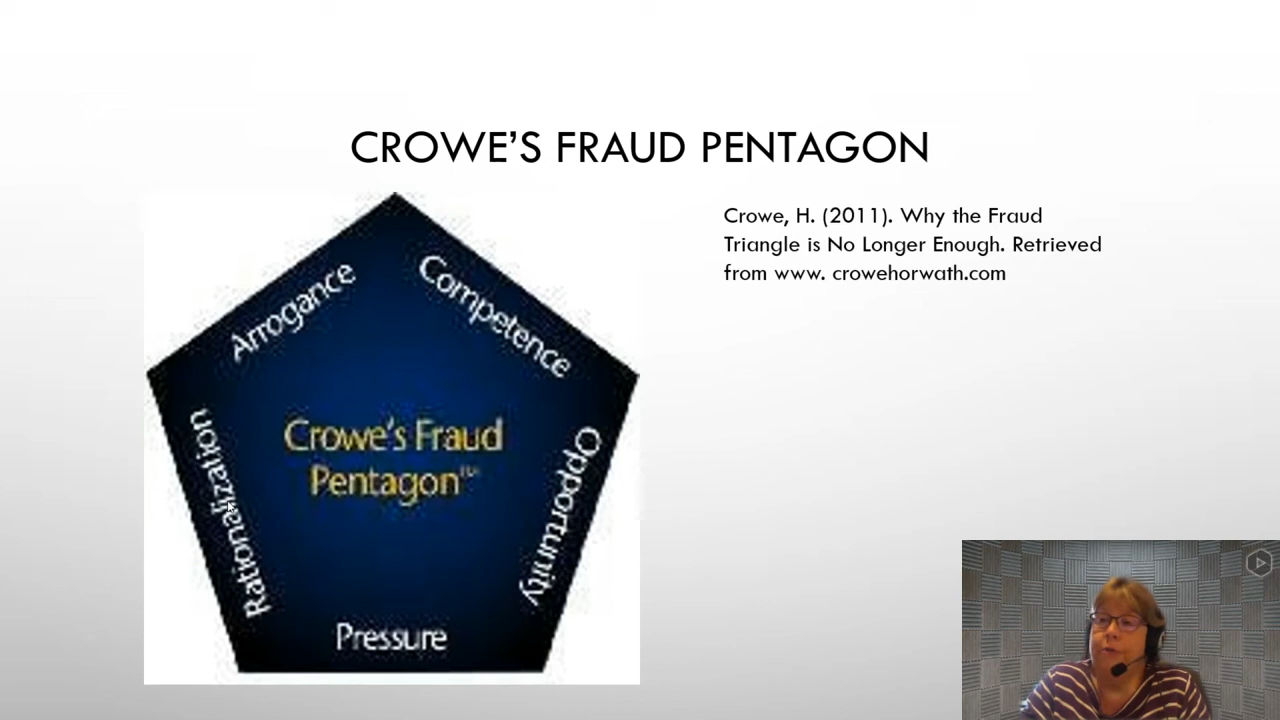 CROWE’S FRAUD PENTAGON
Crowe, H. (2011). Why the Fraud
Triangle is No Longer Enough. Retrieved
from www. crowehorwath.com
Arrogance
Competence
Rationalization
Crowe's Fraud
Pentagon™
Opportunity
Pressure